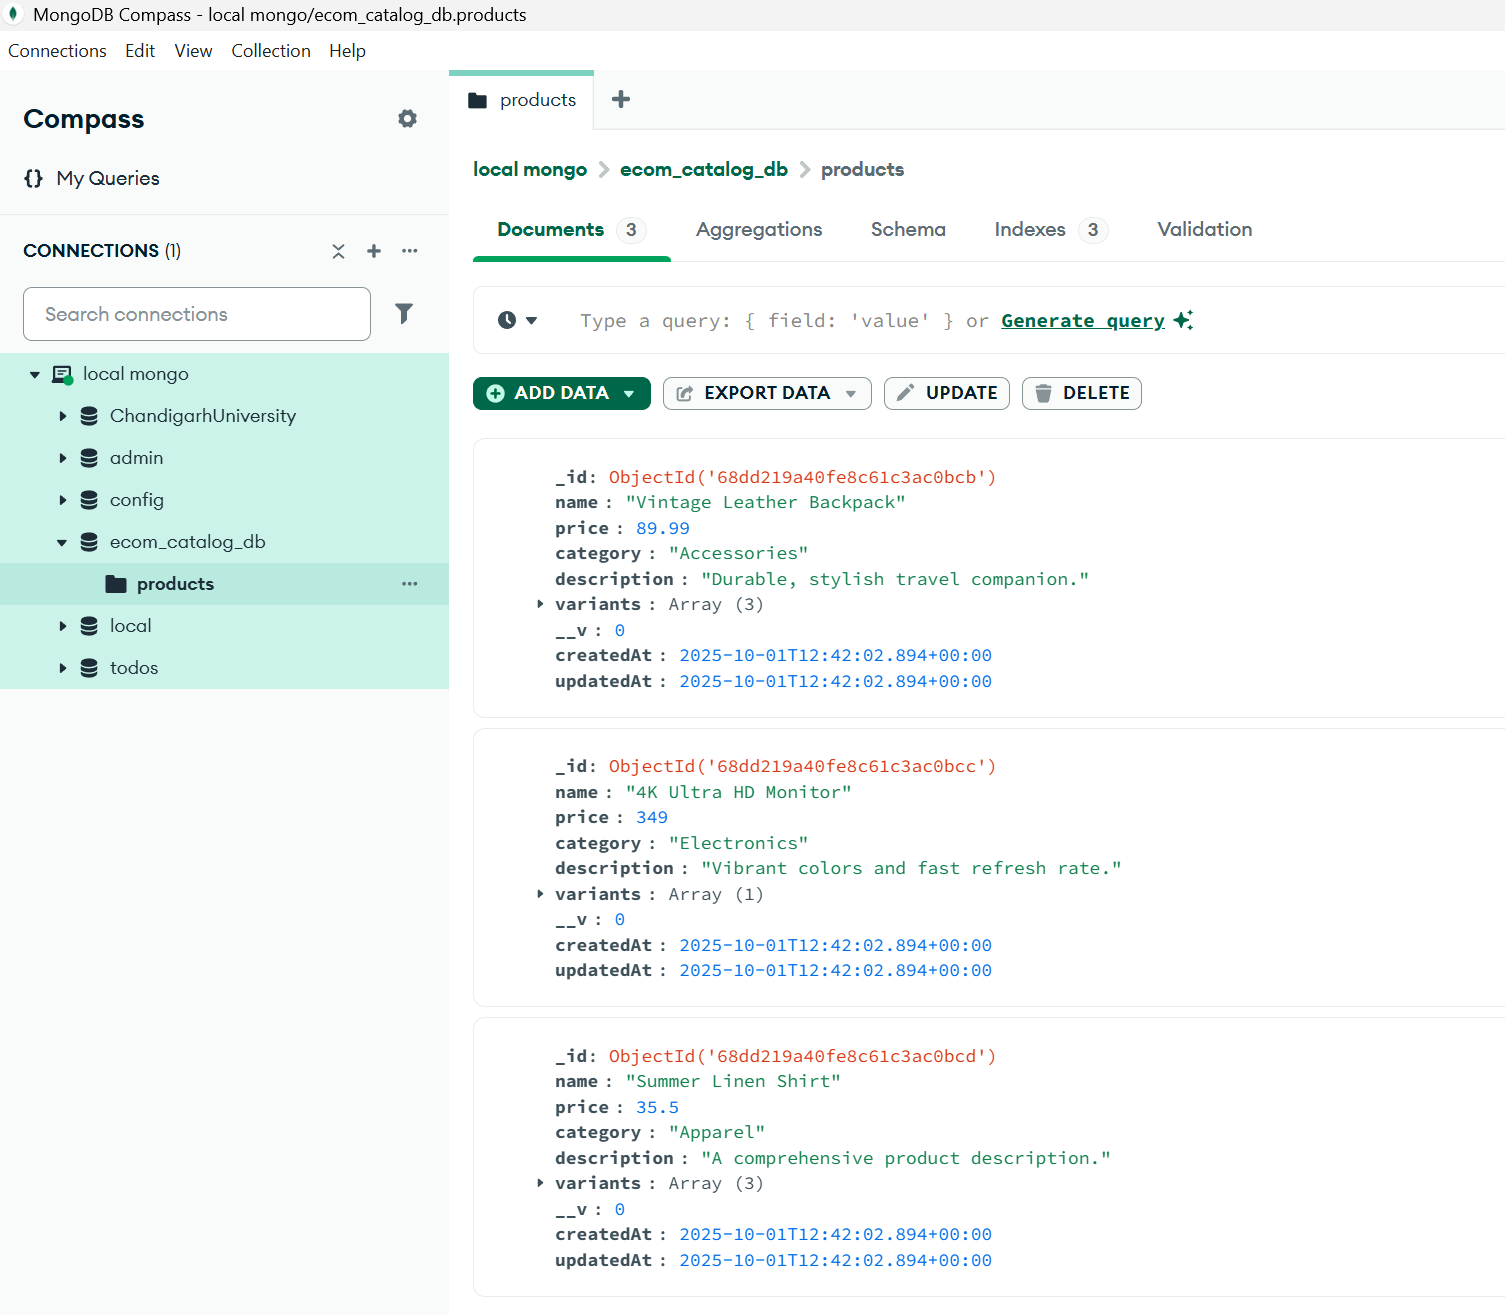 MongoDB Compass - local mongo/ecom_catalog_db.products
Connections Edit View Collection Help
Compass
{} My Queries
CONNECTIONS (1)
Search connections
local mongo
ChandigarhUniversity
admin
config
ecom_catalog_db
products
local
todos
products
local mongo > ecom_catalog_db > products
Documents 3 Aggregations Schema Indexes 3 Validation
Type a query: { field: 'value' } or Generate query
ADD DATA EXPORT DATA UPDATE DELETE
_id: ObjectId('68dd219a40fe8c61c3ac0bcb')
name : "Vintage Leather Backpack"
price : 89.99
category : "Accessories"
description : "Durable, stylish travel companion."
variants : Array (3)
__v : 0
createdAt : 2025-10-01T12:42:02.894+00:00
updatedAt : 2025-10-01T12:42:02.894+00:00
_id: ObjectId('68dd219a40fe8c61c3ac0bcc')
name : "4K Ultra HD Monitor"
price : 349
category : "Electronics"
description : "Vibrant colors and fast refresh rate."
variants : Array (1)
__v : 0
createdAt : 2025-10-01T12:42:02.894+00:00
updatedAt : 2025-10-01T12:42:02.894+00:00
_id: ObjectId('68dd219a40fe8c61c3ac0bcd')
name : "Summer Linen Shirt"
price : 35.5
category : "Apparel"
description : "A comprehensive product description."
variants : Array (3)
__v : 0
createdAt : 2025-10-01T12:42:02.894+00:00
updatedAt : 2025-10-01T12:42:02.894+00:00